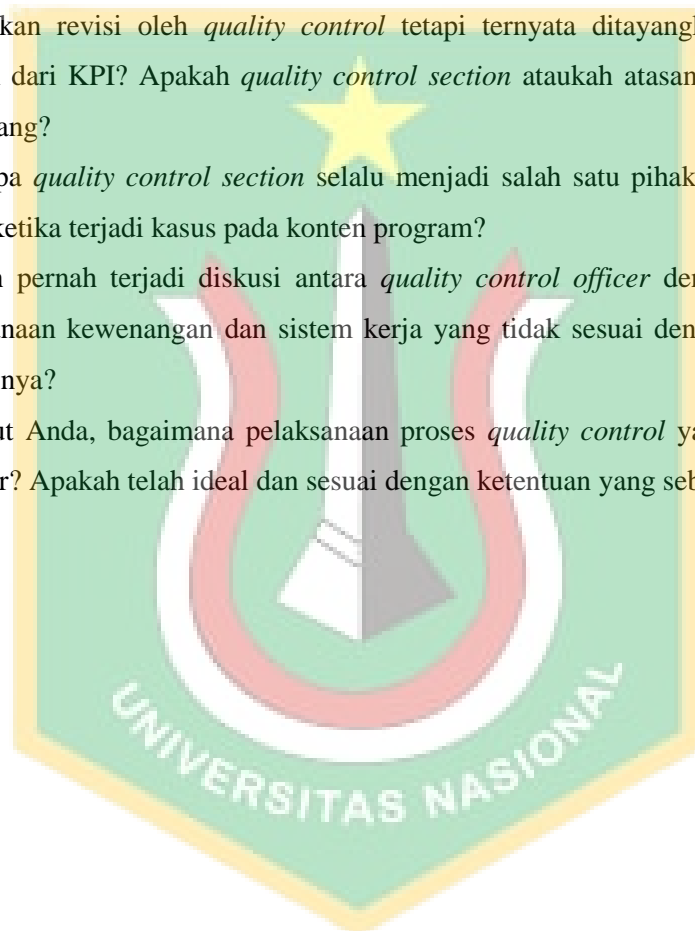 kan revisi oleh quality control tetapi ternyata ditayangk
dari KPI? Apakah quality control section ataukah atasan
ang?
pa quality control section selalu menjadi salah satu pihak
ketika terjadi kasus pada konten program?
pernah terjadi diskusi antara quality control officer den
naan kewenangan dan sistem kerja yang tidak sesuai deng
nya?
ut Anda, bagaimana pelaksanaan proses quality control ya
r? Apakah telah ideal dan sesuai dengan ketentuan yang seb
UNIVERSITAS NASIONAL